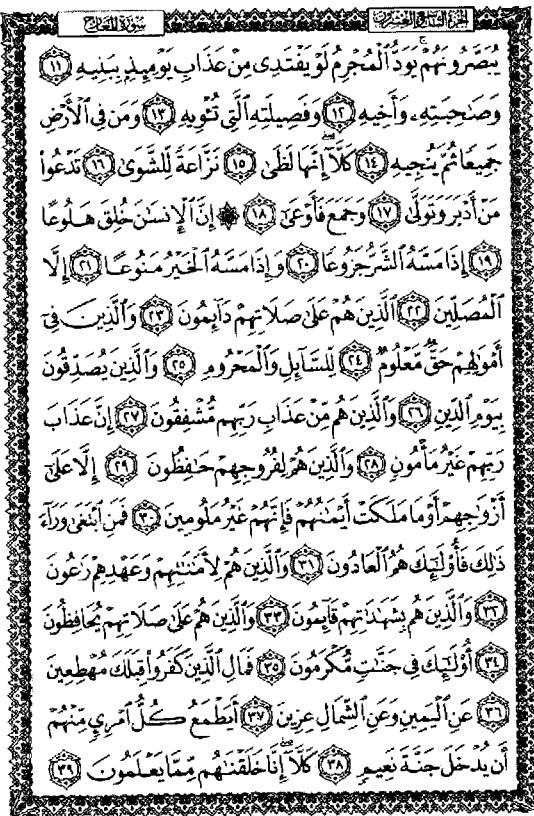 الجزء التاسع والعشرون سورة المعارج
يُبَصَّرُونَهُمْ يَوَدُّ ٱلْمُجْرِمُ لَوْ يَفْتَدِى مِنْ عَذَابِ يَوْمِئِذٍ بِبَنِيهِ ١١
وَصَٰحِبَتِهِۦ وَأَخِيهِ ١٢ وَفَصِيلَتِهِ ٱلَّتِى تُـْٔوِيهِ ١٣ وَمَن فِى ٱلْأَرْضِ
جَمِيعًا ثُمَّ يُنجِيهِ ١٤ كَلَّآ إِنَّهَا لَظَىٰ ١٥ نَزَّاعَةً لِّلشَّوَىٰ ١٦ تَدْعُوا۟
مَنْ أَدْبَرَ وَتَوَلَّىٰ ١٧ وَجَمَعَ فَأَوْعَىٰٓ ١٨ ۞ إِنَّ ٱلْإِنسَٰنَ خُلِقَ هَلُوعًا
١٩ إِذَا مَسَّهُ ٱلشَّرُّ جَزُوعًا ٢٠ وَإِذَا مَسَّهُ ٱلْخَيْرُ مَنُوعًا ٢١ إِلَّا
ٱلْمُصَلِّينَ ٢٢ ٱلَّذِينَ هُمْ عَلَىٰ صَلَاتِهِمْ دَآئِمُونَ ٢٣ وَٱلَّذِينَ فِىٓ
أَمْوَٰلِهِمْ حَقٌّ مَّعْلُومٌ ٢٤ لِّلسَّآئِلِ وَٱلْمَحْرُومِ ٢٥ وَٱلَّذِينَ يُصَدِّقُونَ
بِيَوْمِ ٱلدِّينِ ٢٦ وَٱلَّذِينَ هُم مِّنْ عَذَابِ رَبِّهِم مُّشْفِقُونَ ٢٧ إِنَّ عَذَابَ
رَبِّهِمْ غَيْرُ مَأْمُونٍ ٢٨ وَٱلَّذِينَ هُمْ لِفُرُوجِهِمْ حَٰفِظُونَ ٢٩ إِلَّا عَلَىٰٓ
أَزْوَٰجِهِمْ أَوْ مَا مَلَكَتْ أَيْمَٰنُهُمْ فَإِنَّهُمْ غَيْرُ مَلُومِينَ ٣٠ فَمَنِ ٱبْتَغَىٰ وَرَآءَ
ذَٰلِكَ فَأُو۟لَٰٓئِكَ هُمُ ٱلْعَادُونَ ٣١ وَٱلَّذِينَ هُمْ لِأَمَٰنَٰتِهِمْ وَعَهْدِهِمْ رَٰعُونَ
٣٢ وَٱلَّذِينَ هُم بِشَهَٰدَٰتِهِمْ قَآئِمُونَ ٣٣ وَٱلَّذِينَ هُمْ عَلَىٰ صَلَاتِهِمْ يُحَافِظُونَ
٣٤ أُو۟لَٰٓئِكَ فِى جَنَّٰتٍ مُّكْرَمُونَ ٣٥ فَمَالِ ٱلَّذِينَ كَفَرُوا۟ قِبَلَكَ مُهْطِعِينَ
٣٦ عَنِ ٱلْيَمِينِ وَعَنِ ٱلشِّمَالِ عِزِينَ ٣٧ أَيَطْمَعُ كُلُّ ٱمْرِئٍ مِّنْهُمْ
أَن يُدْخَلَ جَنَّةَ نَعِيمٍ ٣٨ كَلَّآ إِنَّا خَلَقْنَٰهُم مِّمَّا يَعْلَمُونَ ٣٩